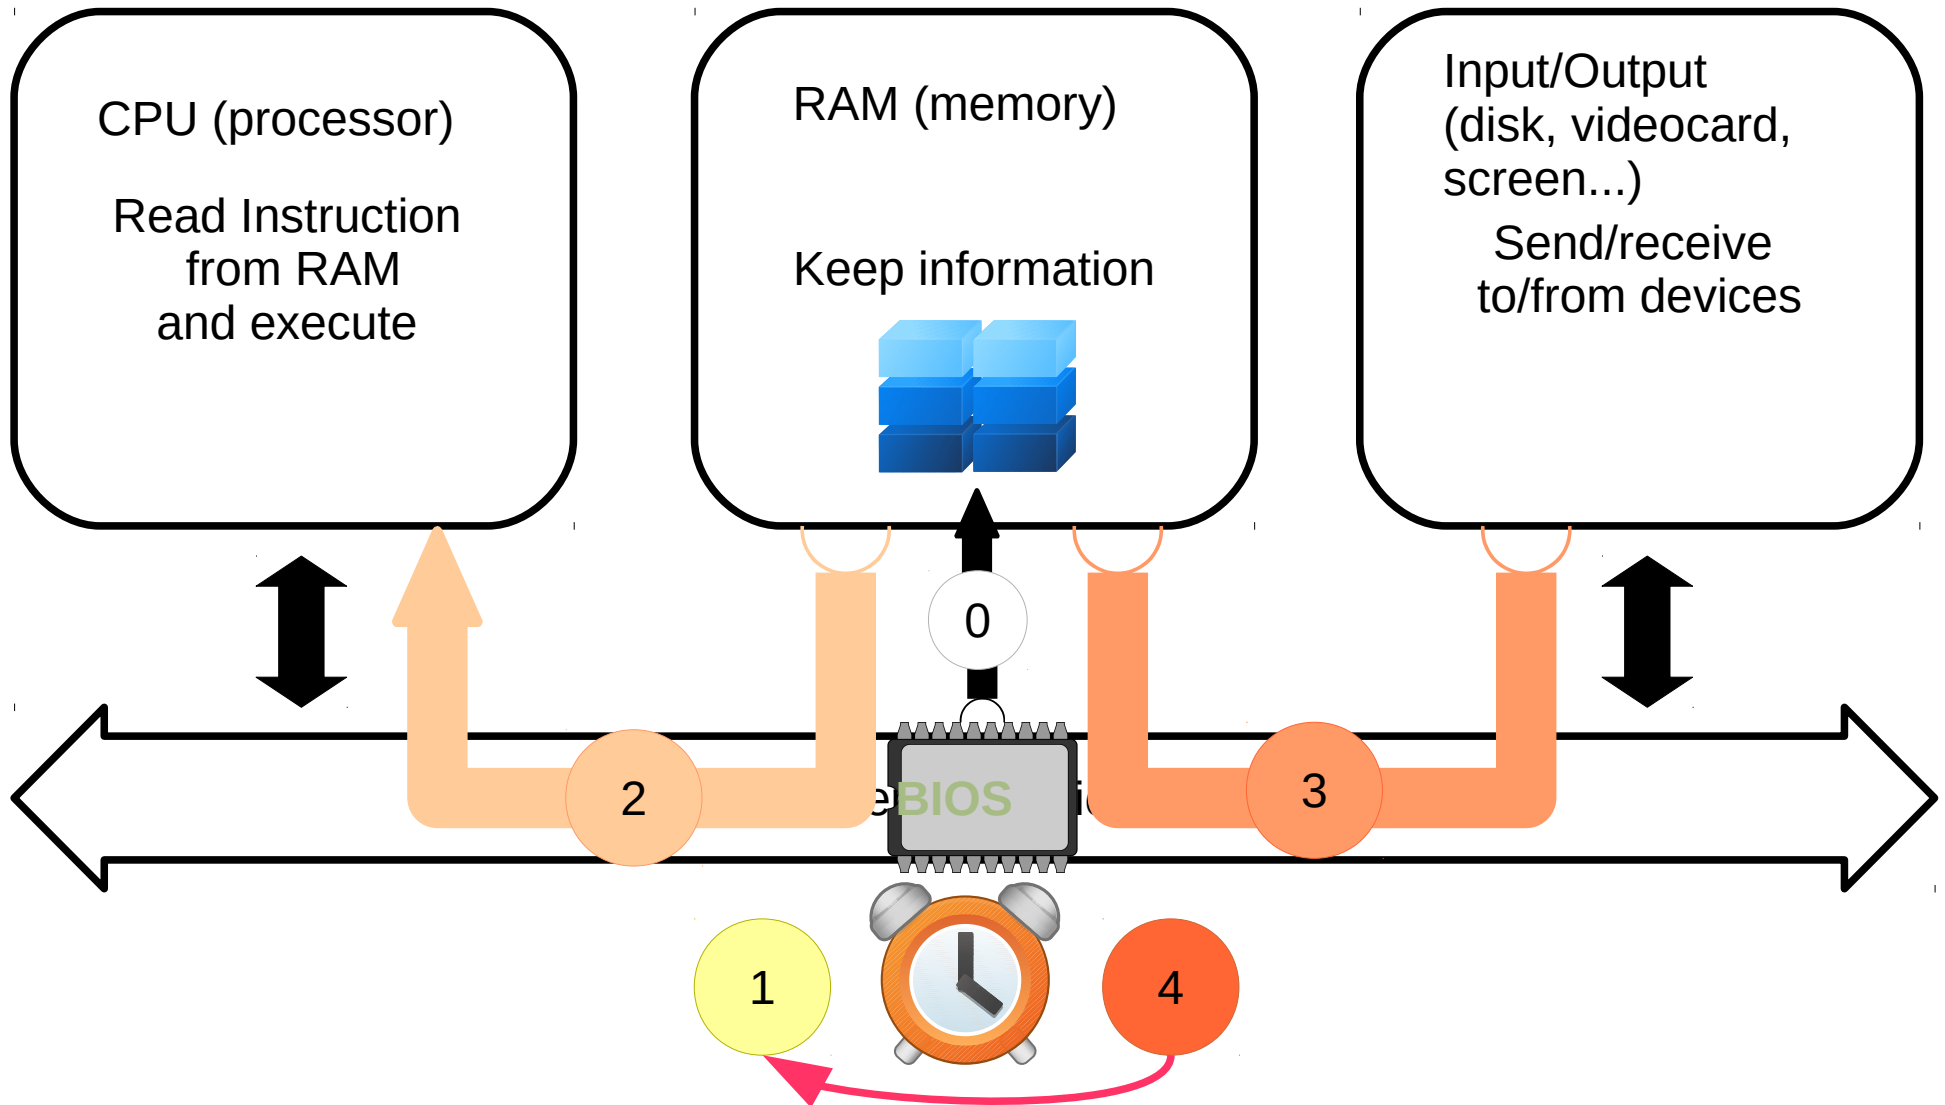 CPU (processor)
Read Instruction
from RAM
and execute
RAM (memory)
Keep information
Input/Output
(disk, videocard,
screen...)
Send/receive
to/from devices
0
2
BIOS
3
1
4